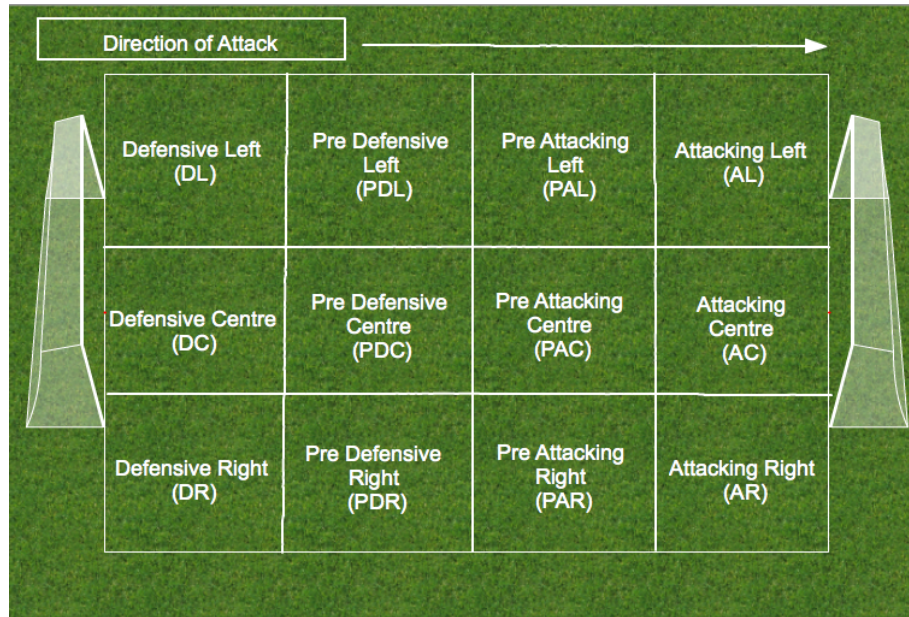 Direction of Attack
Defensive Left
(DL)
Pre Defensive
Left
(PDL)
Pre Attacking
Left
(PAL)
Attacking Left
(AL)
Defensive Centre
(DC)
Pre Defensive
Centre
(PDC)
Pre Attacking
Centre
(PAC)
Attacking
Centre
(AC)
Defensive Right
(DR)
Pre Defensive
Right
(PDR)
Pre Attacking
Right
(PAR)
Attacking Right
(AR)